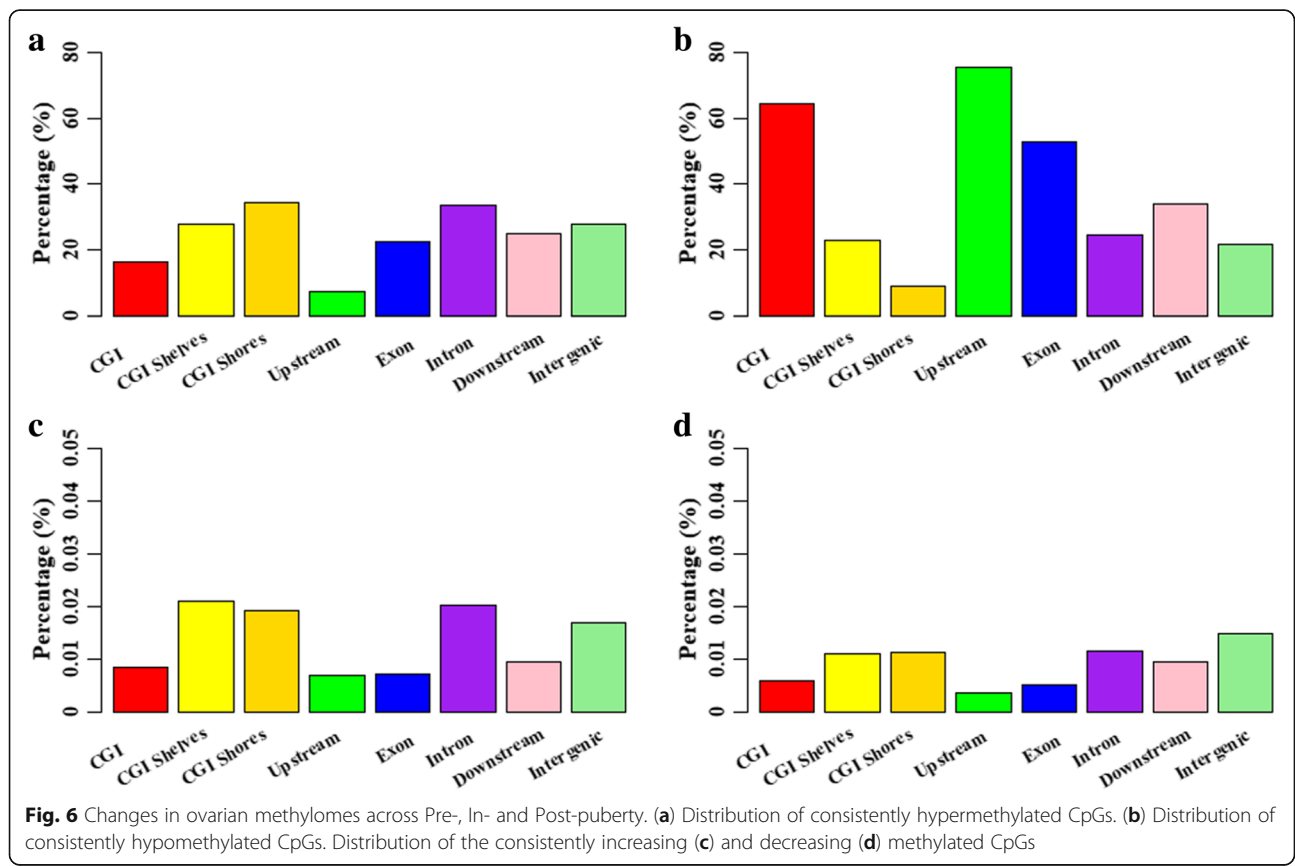 a
Percentage (%)
0
20
40
60
80
CGI
CGI Shelves
CGI Shores
Upstream
Exon
Intron
Downstream
Intergenic
b
Percentage (%)
0
20
40
60
80
CGI
CGI Shelves
CGI Shores
Upstream
Exon
Intron
Downstream
Intergenic
c
Percentage (%)
0
0.01
0.02
0.03
0.04
0.05
CGI
CGI Shelves
CGI Shores
Upstream
Exon
Intron
Downstream
Intergenic
d
Percentage (%)
0
0.01
0.02
0.03
0.04
0.05
CGI
CGI Shelves
CGI Shores
Upstream
Exon
Intron
Downstream
Intergenic
Fig. 6 Changes in ovarian methylomes across Pre-, In- and Post-puberty. (a) Distribution of consistently hypermethylated CpGs. (b) Distribution of
consistently hypomethylated CpGs. Distribution of the consistently increasing (c) and decreasing (d) methylated CpGs